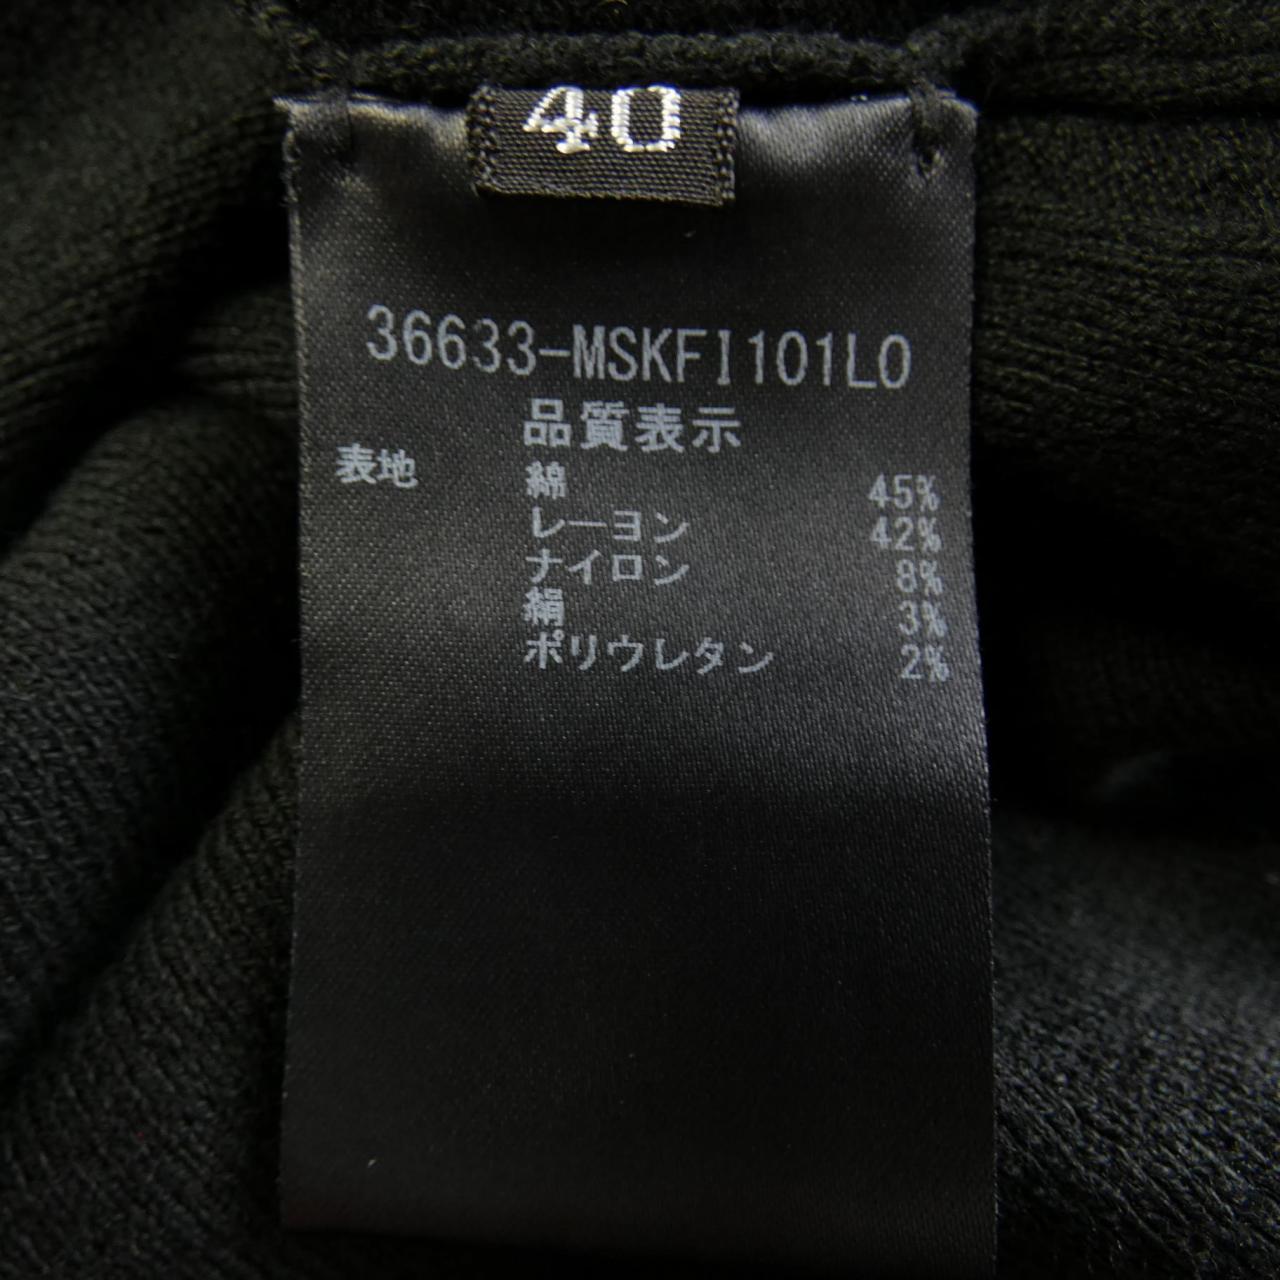 40
36633-MSKFI101LO
品質表示
表地 綿 45%
レーヨン 42%
ナイロン 8%
絹 3%
ポリウレタン 2%